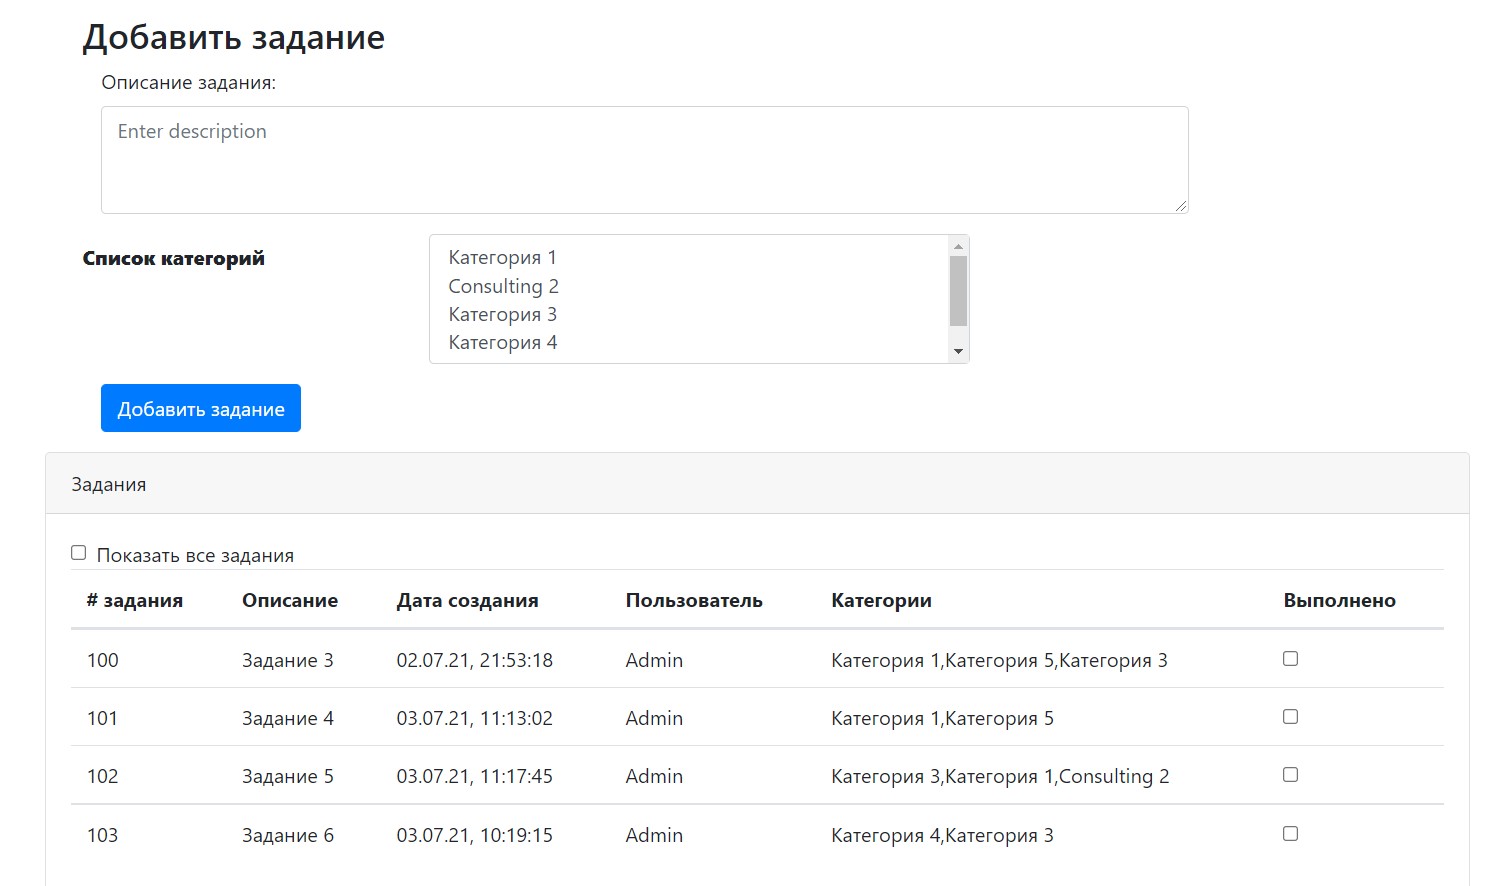 Добавить задание
Описание задания:
Enter description
Список категорий
Категория 1
Consulting 2
Категория 3
Категория 4
Добавить задание
Задания
Показать все задания
# задания Описание Дата создания Пользователь Категории Выполнено
100 Задание 3 02.07.21, 21:53:18 Admin Категория 1,Категория 5,Категория 3
101 Задание 4 03.07.21, 11:13:02 Admin Категория 1,Категория 5
102 Задание 5 03.07.21, 11:17:45 Admin Категория 3,Категория 1,Consulting 2
103 Задание 6 03.07.21, 10:19:15 Admin Категория 4,Категория 3